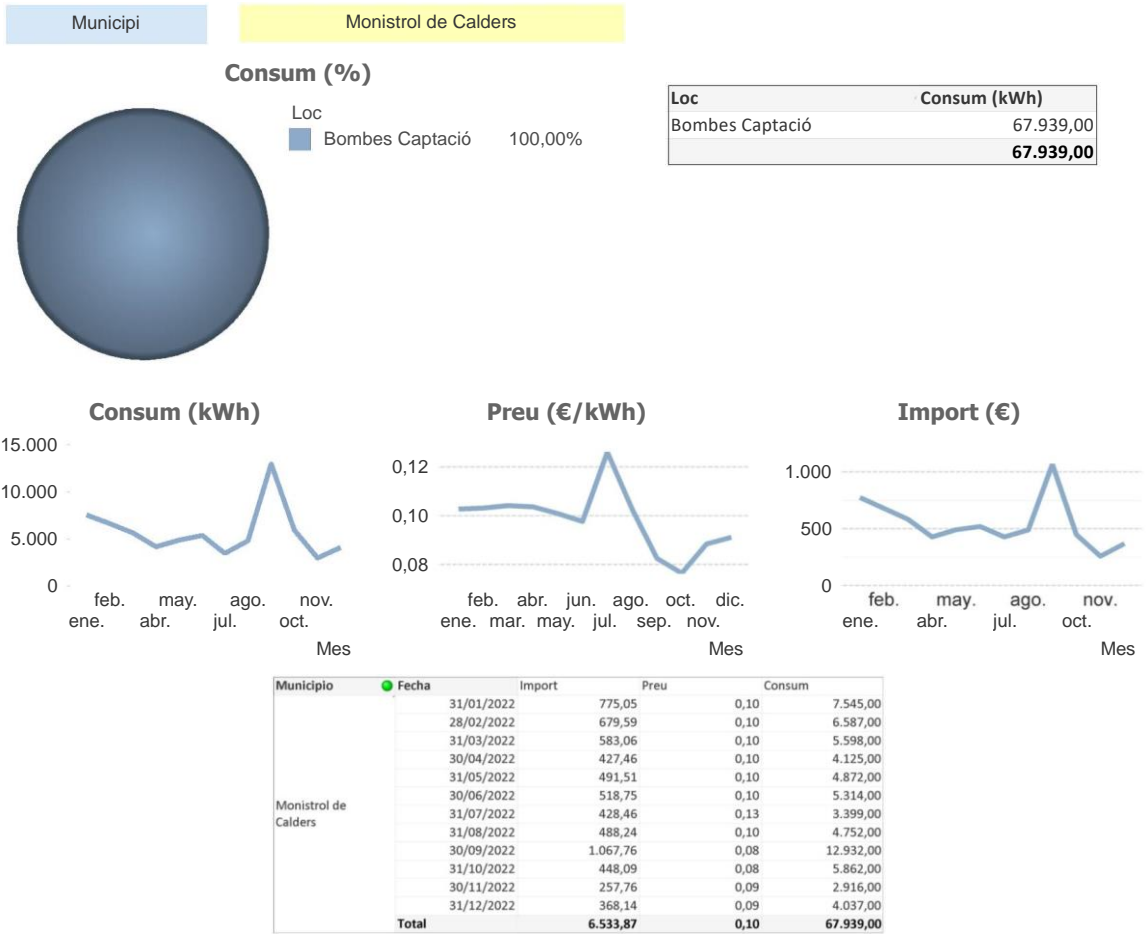 Municipi Monistrol de Calders
Consum (%)
Loc
Bombes Captació 100,00%
Loc Consum (kWh)
Bombes Captació 67.939,00
67.939,00
Consum (kWh)
15.000
10.000
5.000
0
feb. may. ago. nov.
ene. abr. jul. oct.
Mes
Preu (€/kWh)
0,12
0,10
0,08
feb. abr. jun. ago. oct. dic.
ene. mar. may. jul. sep. nov.
Mes
Import (€)
1.000
500
0
feb. may. ago. nov.
ene. abr. jul. oct.
Mes
Municipio Fecha Import Preu Consum
31/01/2022 775,05 0,10 7.545,00
28/02/2022 679,59 0,10 6.587,00
31/03/2022 583,06 0,10 5.598,00
30/04/2022 427,46 0,10 4.125,00
31/05/2022 491,51 0,10 4.872,00
30/06/2022 518,75 0,10 5.314,00
Monistrol de
Calders
31/07/2022 428,46 0,13 3.399,00
31/08/2022 488,24 0,10 4.752,00
30/09/2022 1.067,76 0,08 12.932,00
31/10/2022 448,09 0,08 5.862,00
30/11/2022 257,76 0,09 2.916,00
31/12/2022 368,14 0,09 4.037,00
Total 6.533,87 0,10 67.939,00